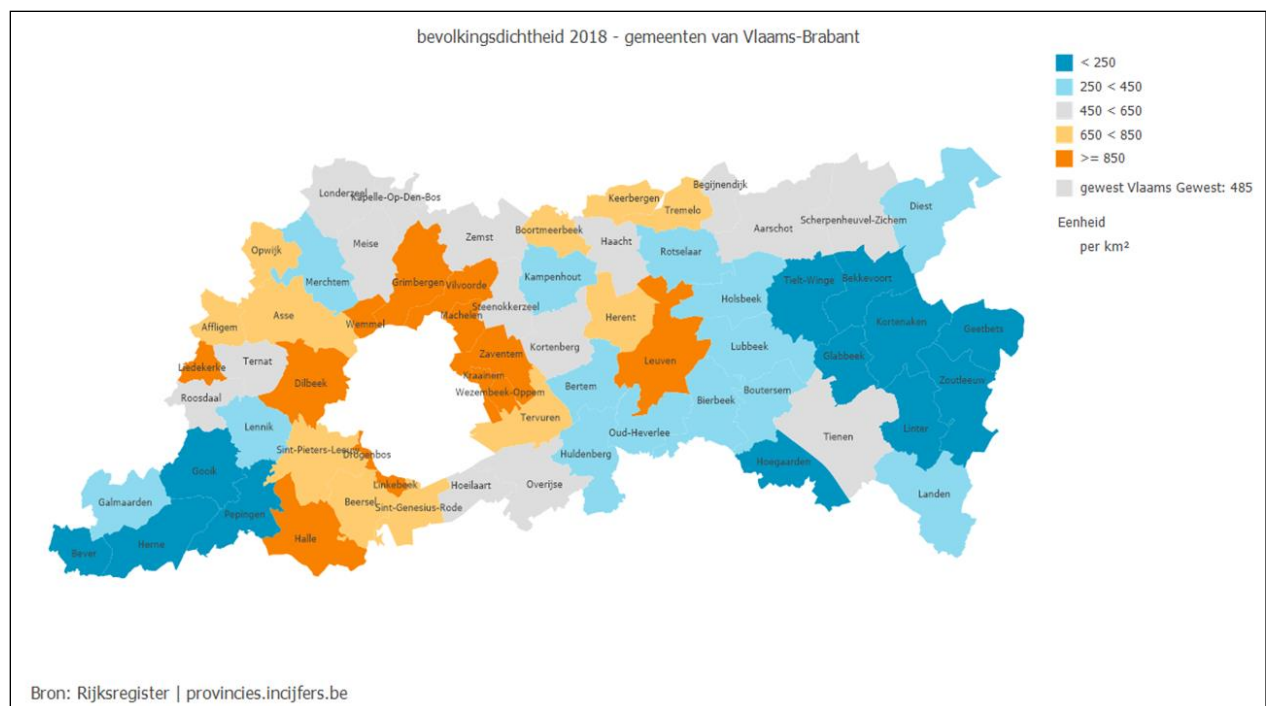 bevolkingsdichtheid 2018 - gemeenten van Vlaams-Brabant
< 250
250 < 450
450 < 650
650 < 850
>= 850
gewest Vlaams Gewest: 485
Eenheid
per km²
Londerzeel
Kapelle-Op-Den-Bos
Meise
Zemst
Boortmeerbeek
Keerbergen
Tremelo
Begijnendijk
Aarschot
Scherpenheuvel-Zichem
Diest
Haacht
Rotselaar
Opwijk
Merchtem
Grimbergen
Vilvoorde
Kampenhout
Steenokkerzeel
Holsbeek
Tielt-Winge
Bekkevoort
Affligem
Asse
Wemmel
Machelen
Herent
Kortenaken
Geetbets
Liedekerke
Ternat
Dilbeek
Zaventem
Kortenberg
Leuven
Lubbeek
Glabbeek
Kraainem
Wezembeek-Oppem
Bertem
Boutersem
Zoutleeuw
Roosdaal
Bierbeek
Lennik
Tervuren
Oud-Heverlee
Tienen
Linter
Sint-Pieters-Leeuw
Drogenbos
Huldenberg
Hoegaarden
Gooik
Linkebeek
Hoeilaart
Overijse
Landen
Galmaarden
Pepingen
Beersel
Sint-Genesius-Rode
Bever
Herne
Halle
Bron: Rijksregister | provincies.incijfers.be